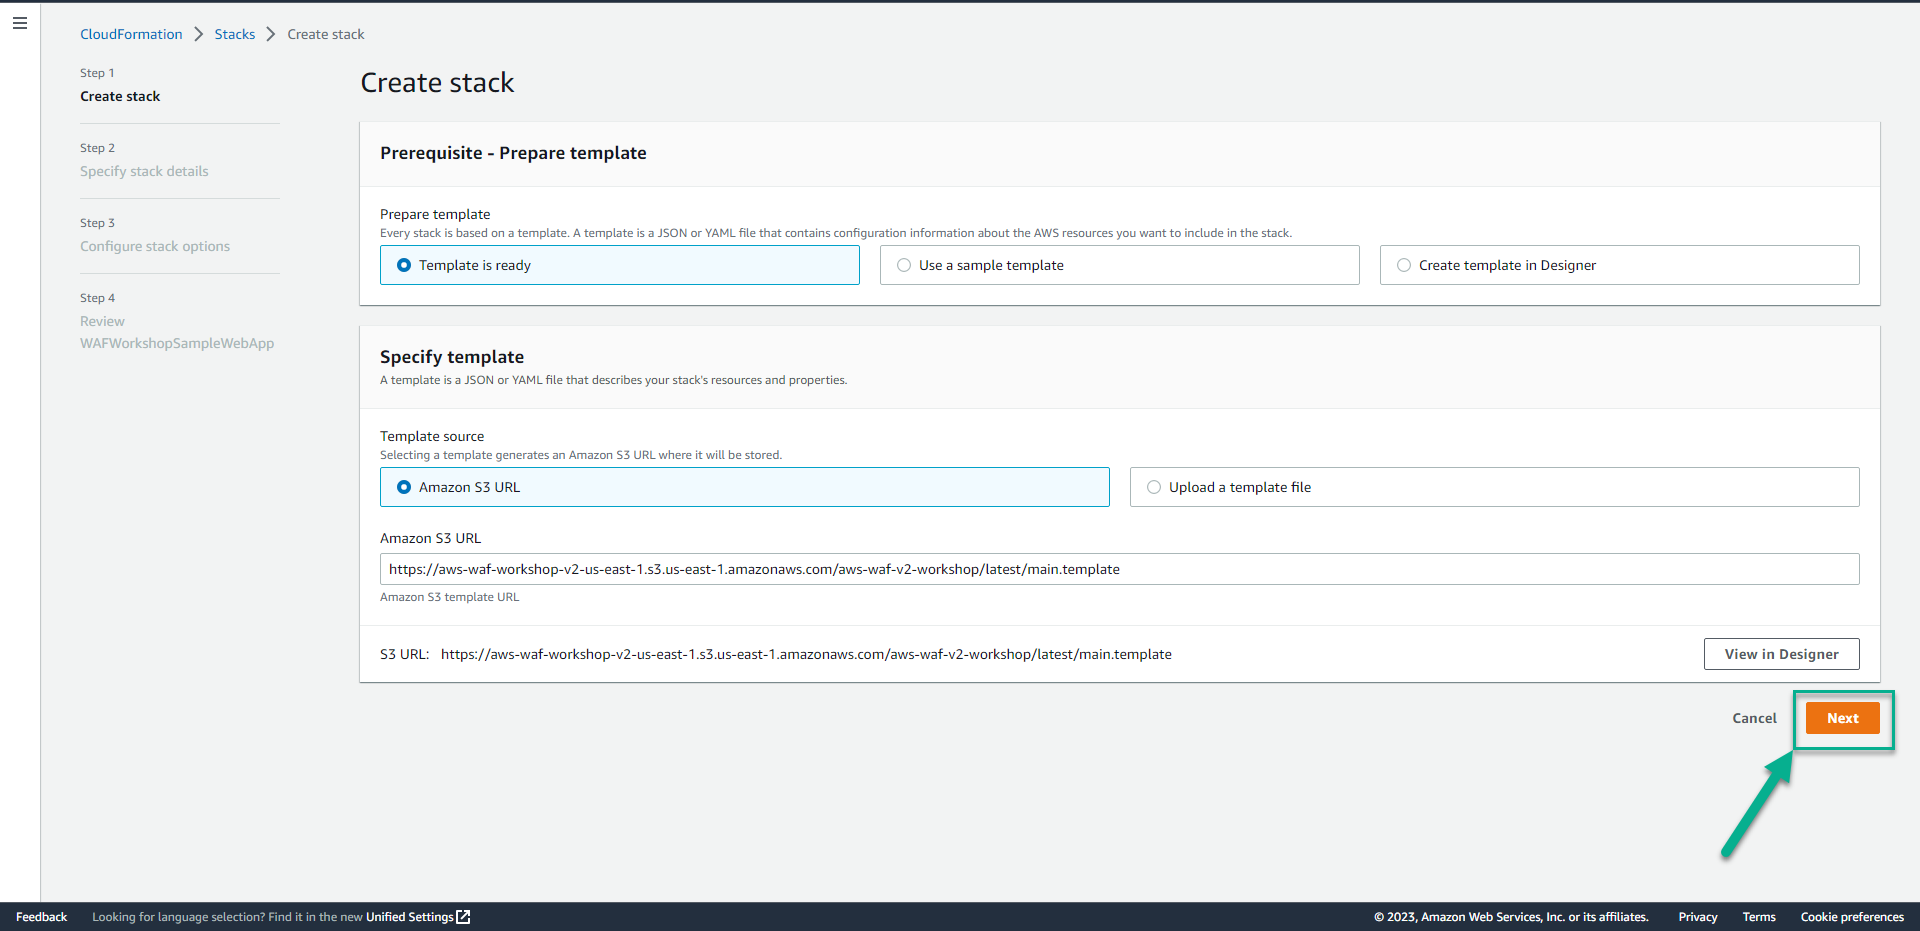 CloudFormation > Stacks > Create stack
Step 1
Create stack
Step 2
Specify stack details
Step 3
Configure stack options
Step 4
Review
WAFWorkshopSampleWebApp
Create stack
Prerequisite - Prepare template
Prepare template
Every stack is based on a template. A template is a JSON or YAML file that contains configuration information about the AWS resources you want to include in the stack.
Template is ready
Use a sample template
Create template in Designer
Specify template
A template is a JSON or YAML file that describes your stack's resources and properties.
Template source
Selecting a template generates an Amazon S3 URL where it will be stored.
Amazon S3 URL
Upload a template file
Amazon S3 URL
https://aws-waf-workshop-v2-us-east-1.s3.us-east-1.amazonaws.com/aws-waf-v2-workshop/latest/main.template
Amazon S3 template URL
S3 URL: https://aws-waf-workshop-v2-us-east-1.s3.us-east-1.amazonaws.com/aws-waf-v2-workshop/latest/main.template
View in Designer
Cancel
Next
Feedback
Looking for language selection? Find it in the new Unified Settings
© 2023, Amazon Web Services, Inc. or its affiliates.
Privacy
Terms
Cookie preferences